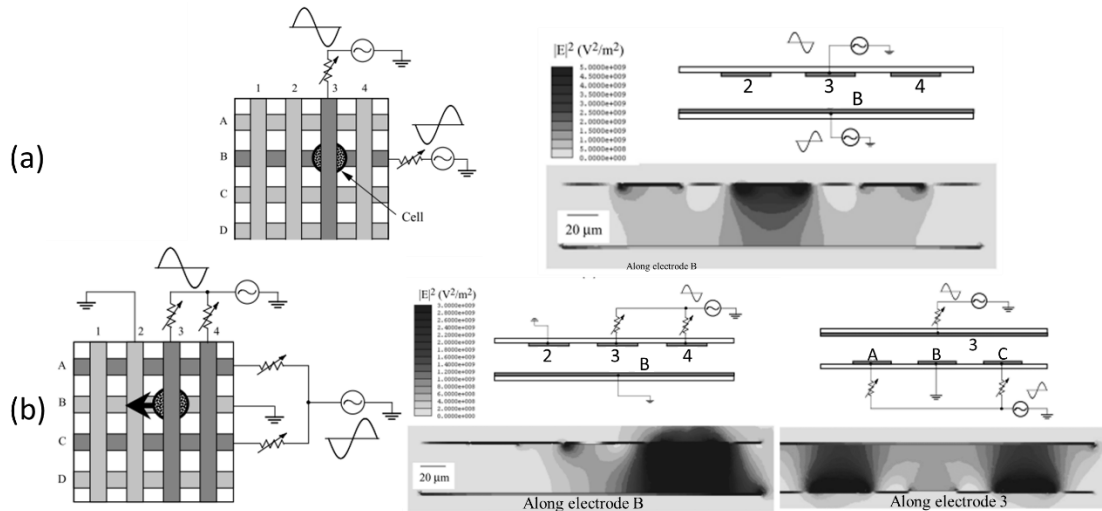 (a)
1 2 3 4
A
B
C
D
Cell
|E|² (V²/m²)
5.0000e+009
4.5000e+009
4.0000e+009
3.5000e+009
3.0000e+009
2.5000e+009
2.0000e+009
1.5000e+009
1.0000e+009
5.0000e+008
0.0000e+000
2 3 4
B
20 µm
Along electrode B
(b)
1 2 3 4
A
B
C
D
|E|² (V²/m²)
3.0000e+009
2.8000e+009
2.6000e+009
2.4000e+009
2.2000e+009
2.0000e+009
1.8000e+009
1.6000e+009
1.4000e+009
1.2000e+009
1.0000e+009
8.0000e+008
6.0000e+008
4.0000e+008
2.0000e+008
0.0000e+000
2 3 4
B
3
A B C
20 µm
Along electrode B
Along electrode 3